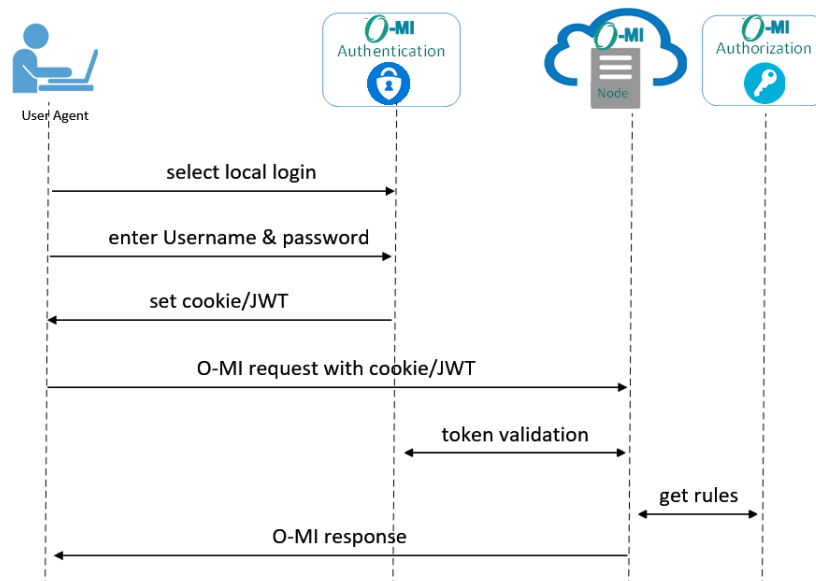 O-MI
Authentication
O-MI
Node
O-MI
Authorization
User Agent
select local login
enter Username & password
set cookie/JWT
O-MI request with cookie/JWT
token validation
get rules
O-MI response